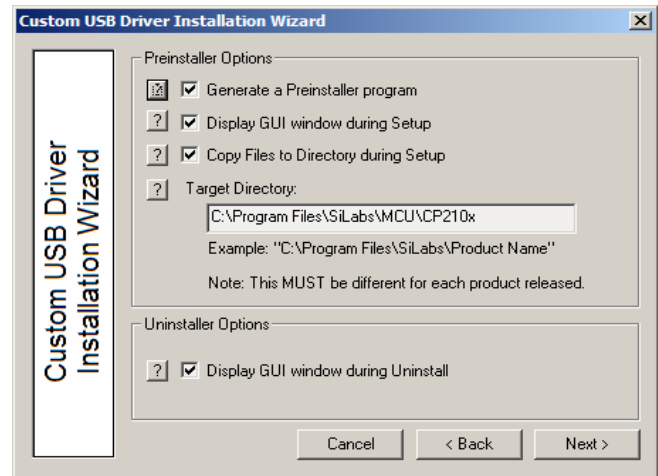 Custom USB Driver Installation Wizard
Custom USB Driver
Installation Wizard
Preinstaller Options
? Generate a Preinstaller program
? Display GUI window during Setup
? Copy Files to Directory during Setup
? Target Directory:
C:\Program Files\SiLabs\MCU\CP210x
Example: "C:\Program Files\SiLabs\Product Name"
Note: This MUST be different for each product released.
Uninstaller Options
? Display GUI window during Uninstall
Cancel
< Back
Next >